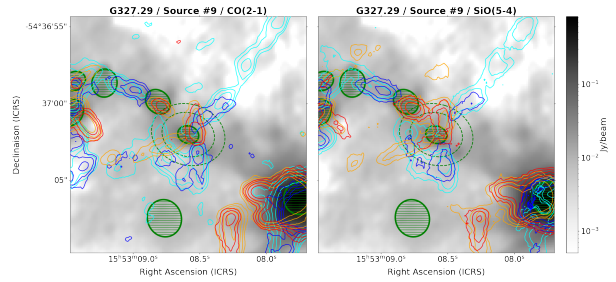 G327.29 / Source #9 / CO(2-1)
G327.29 / Source #9 / SiO(5-4)
-54°36'55"
37'00"
05"
Declinaison (ICRS)
15ʰ53ᵐ09.0ˢ
08.5ˢ
08.0ˢ
15ʰ53ᵐ09.0ˢ
08.5ˢ
08.0ˢ
Right Ascension (ICRS)
Right Ascension (ICRS)
10⁻¹
10⁻²
10⁻³
Jy/beam